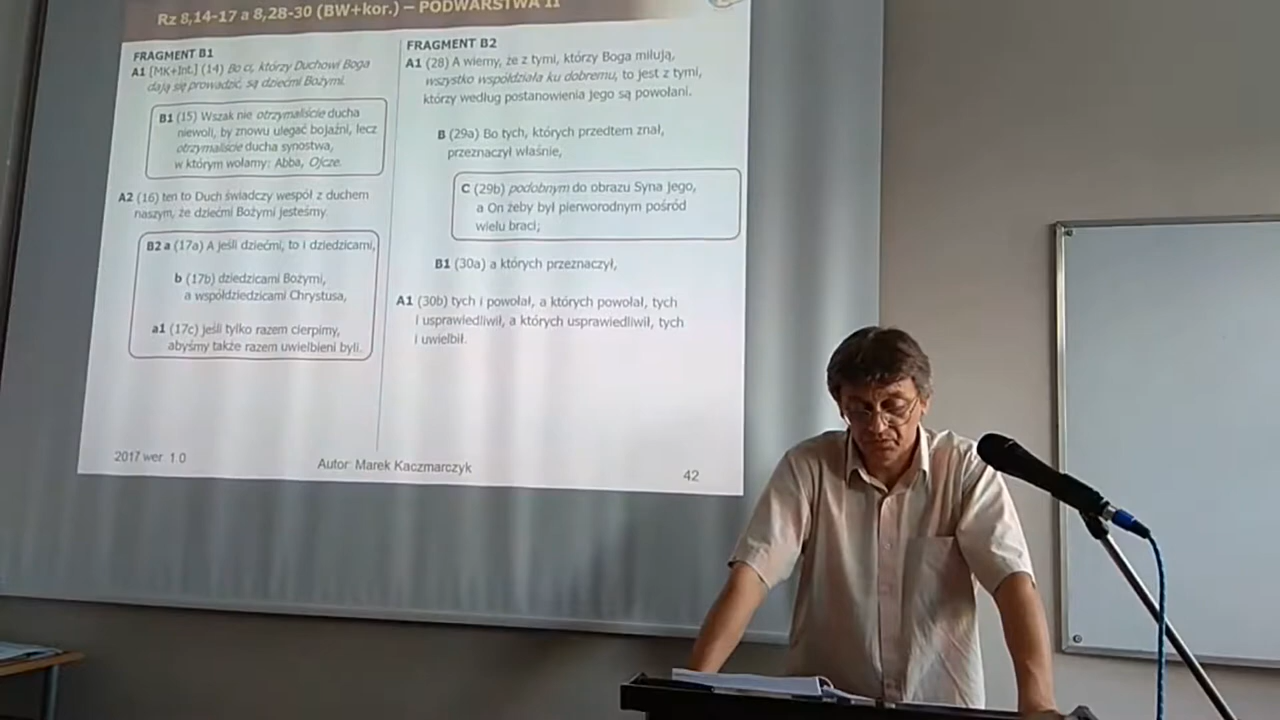 Rz 8,14-17 a 8,28-30 (BW+kor.) – PODWARSTWA II
FRAGMENT B1
A1 [MK+Int.] (14) Bo ci, którzy Duchowi Boga
dają się prowadzić, są dziećmi Bożymi.
B1 (15) Wszak nie otrzymaliście ducha
niewoli, by znowu ulegać bojaźni, lecz
otrzymaliście ducha synostwa,
w którym wołamy: Abba, Ojcze.
A2 (16) ten to Duch świadczy wespół z duchem
naszym, że dziećmi Bożymi jesteśmy.
B2 a (17a) A jeśli dziećmi, to i dziedzicami,
b (17b) dziedzicami Bożymi,
a współdziedzicami Chrystusa,
a1 (17c) jeśli tylko razem cierpimy,
abyśmy także razem uwielbieni byli.
FRAGMENT B2
A1 (28) A wiemy, że z tymi, którzy Boga miłują,
wszystko współdziała ku dobremu, to jest z tymi,
którzy według postanowienia jego są powołani.
B (29a) Bo tych, których przedtem znał,
przeznaczył właśnie,
C (29b) podobnym do obrazu Syna jego,
a On żeby był pierworodnym pośród
wielu braci;
B1 (30a) a których przeznaczył,
A1 (30b) tych i powołał, a których powołał, tych
i usprawiedliwił, a których usprawiedliwił, tych
i uwielbił.
2017 wer. 1.0
Autor: Marek Kaczmarczyk
42